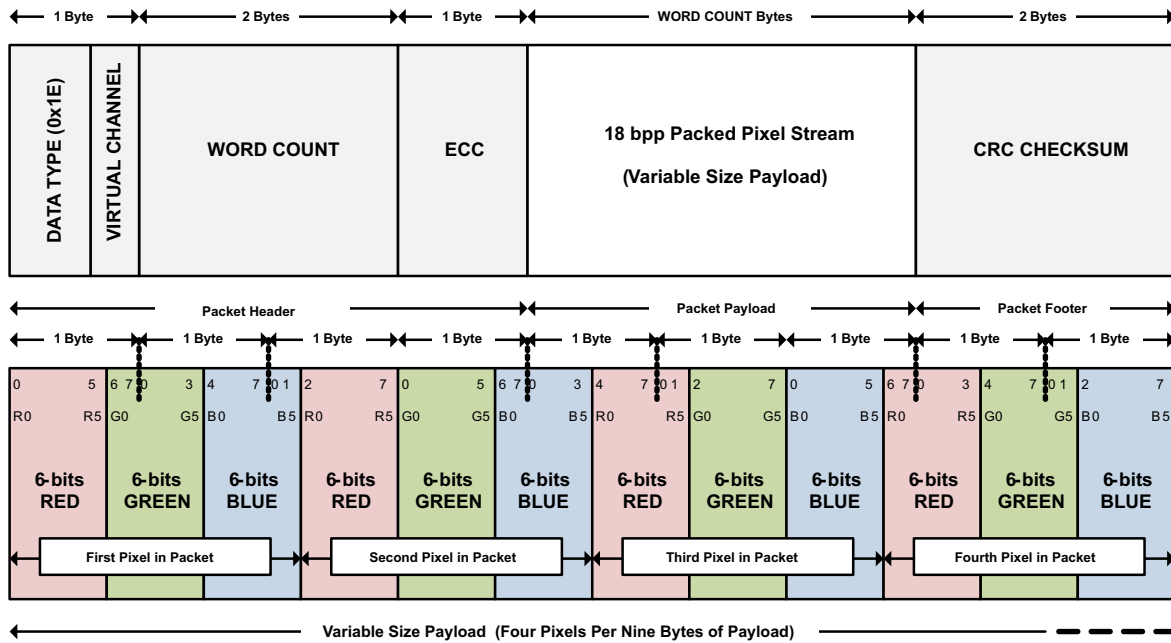 1 Byte 2 Bytes 1 Byte WORD COUNT Bytes 2 Bytes
DATA TYPE (0x1E)
VIRTUAL CHANNEL
WORD COUNT
ECC
18 bpp Packed Pixel Stream
(Variable Size Payload)
CRC CHECKSUM
Packet Header Packet Payload Packet Footer
1 Byte 1 Byte 1 Byte 1 Byte 1 Byte 1 Byte 1 Byte 1 Byte 1 Byte
0 5 6 7 0 3 4 7 0 1 2 7 0 5 6 7 0 3 4 7 0 1 2 7 0 5 6 7 0 3 4 7 0 1 2 7
R0 R5 G0 G5 B0 B5 R0 R5 G0 G5 B0 B5 R0 R5 G0 G5 B0 B5 R0 R5 G0 G5 B0 B5
6-bits 6-bits 6-bits 6-bits 6-bits 6-bits 6-bits 6-bits 6-bits 6-bits 6-bits 6-bits
RED GREEN BLUE RED GREEN BLUE RED GREEN BLUE RED GREEN BLUE
First Pixel in Packet Second Pixel in Packet Third Pixel in Packet Fourth Pixel in Packet
Variable Size Payload (Four Pixels Per Nine Bytes of Payload)